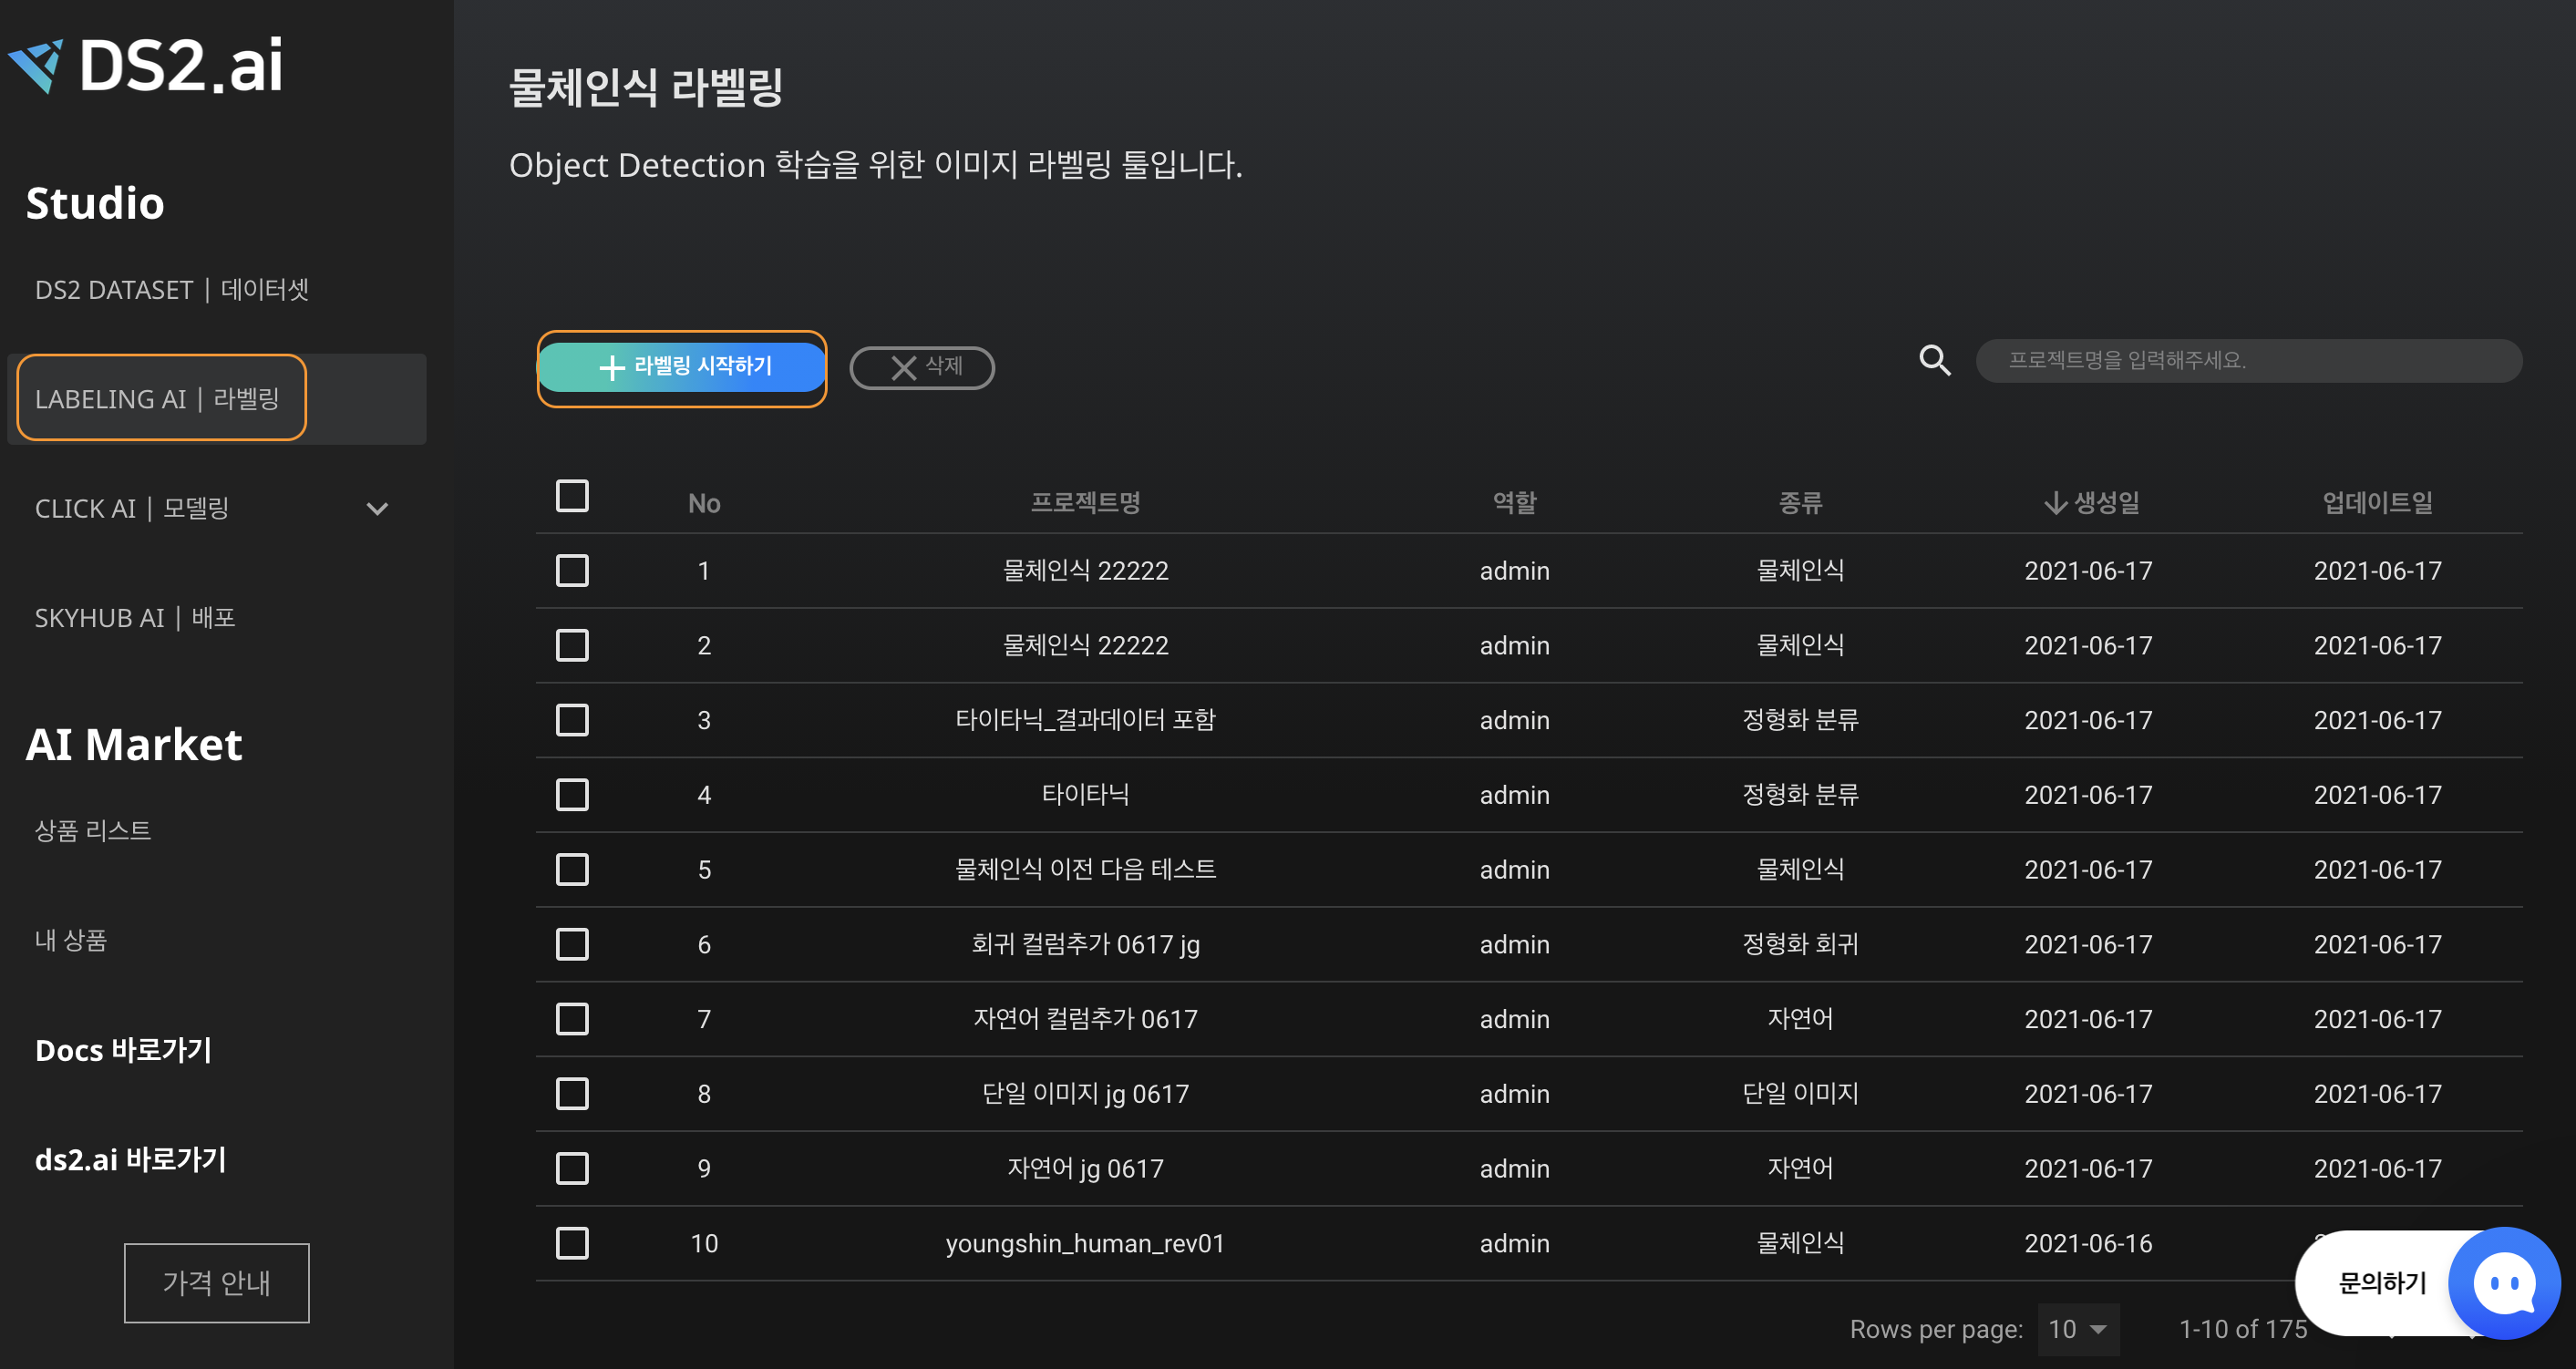 DS2.ai
Studio
DS2 DATASET | 데이터셋
LABELING AI | 라벨링
CLICK AI | 모델링
SKYHUB AI | 배포
AI Market
상품 리스트
내 상품
Docs 바로가기
ds2.ai 바로가기
가격 안내
물체인식 라벨링
Object Detection 학습을 위한 이미지 라벨링 툴입니다.
+ 라벨링 시작하기
삭제
프로젝트명을 입력해주세요.
No 프로젝트명 역할 종류 ↓생성일 업데이트일
1 물체인식 22222 admin 물체인식 2021-06-17 2021-06-17
2 물체인식 22222 admin 물체인식 2021-06-17 2021-06-17
3 타이타닉_결과데이터 포함 admin 정형화 분류 2021-06-17 2021-06-17
4 타이타닉 admin 정형화 분류 2021-06-17 2021-06-17
5 물체인식 이전 다음 테스트 admin 물체인식 2021-06-17 2021-06-17
6 회귀 컬럼추가 0617 jg admin 정형화 회귀 2021-06-17 2021-06-17
7 자연어 컬럼추가 0617 admin 자연어 2021-06-17 2021-06-17
8 단일 이미지 jg 0617 admin 단일 이미지 2021-06-17 2021-06-17
9 자연어 jg 0617 admin 자연어 2021-06-17 2021-06-17
10 youngshin_human_rev01 admin 물체인식 2021-06-16
문의하기
Rows per page: 10 1-10 of 175